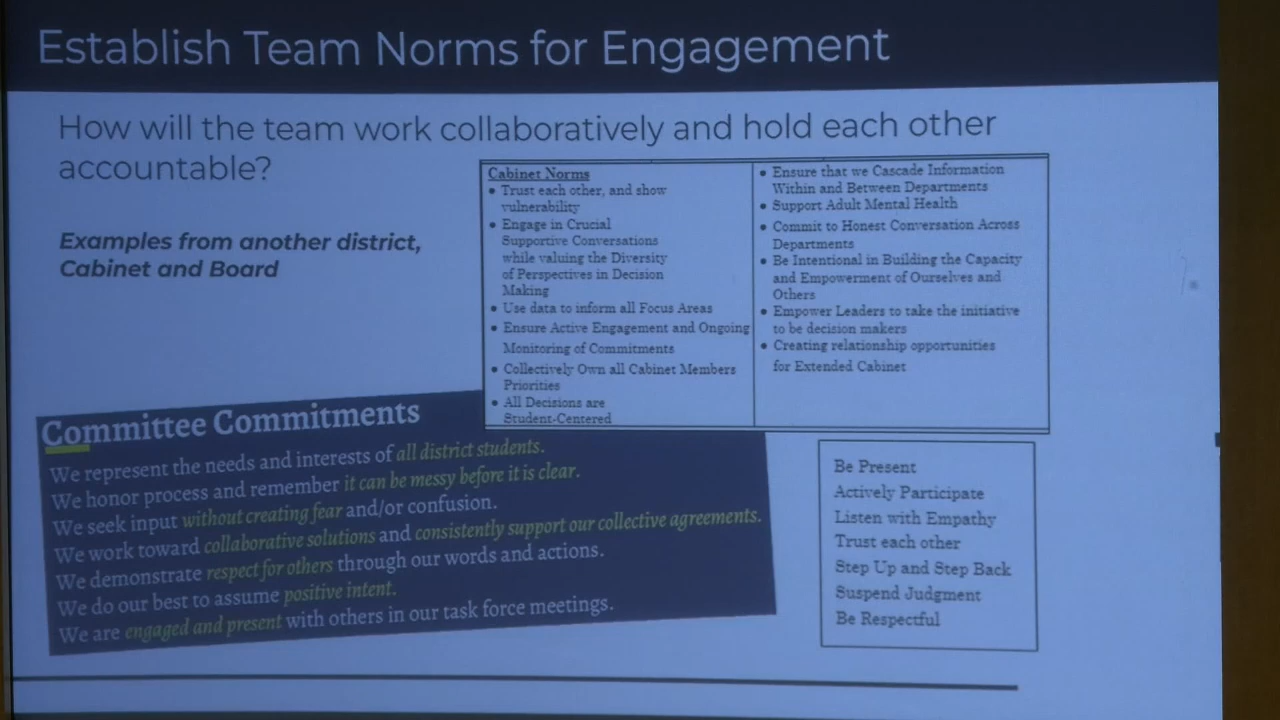 Establish Team Norms for Engagement
How will the team work collaboratively and hold each other
accountable?
Examples from another district,
Cabinet and Board
Cabinet Norms
• Trust each other, and show
vulnerability
• Engage in Crucial
Supportive Conversations
while valuing the Diversity
of Perspectives in Decision
Making
• Use data to inform all Focus Areas
• Ensure Active Engagement and Ongoing
Monitoring of Commitments
• Collectively Own all Cabinet Members
Priorities
• All Decisions are
Student-Centered
• Ensure that we Cascade Information
Within and Between Departments
• Support Adult Mental Health
• Commit to Honest Conversation Across
Departments
• Be Intentional in Building the Capacity
and Empowerment of Ourselves and
Others
• Empower Leaders to take the initiative
to be decision makers
• Creating relationship opportunities
for Extended Cabinet
Committee Commitments
We represent the needs and interests of all district students.
We honor process and remember it can be messy before it is clear.
We seek input without creating fear and/or confusion.
We work toward collaborative solutions and consistently support our collective agreements.
We demonstrate respect for others through our words and actions.
We do our best to assume positive intent.
We are engaged and present with others in our task force meetings.
Be Present
Actively Participate
Listen with Empathy
Trust each other
Step Up and Step Back
Suspend Judgment
Be Respectful